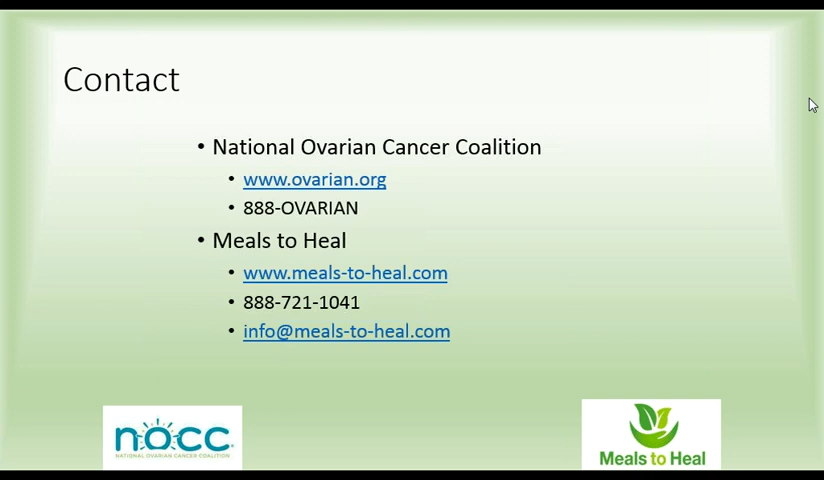 Contact
• National Ovarian Cancer Coalition
• www.ovarian.org
• 888-OVARIAN
• Meals to Heal
• www.meals-to-heal.com
• 888-721-1041
• info@meals-to-heal.com
nocc
NATIONAL OVARIAN CANCER COALITION
Meals to Heal